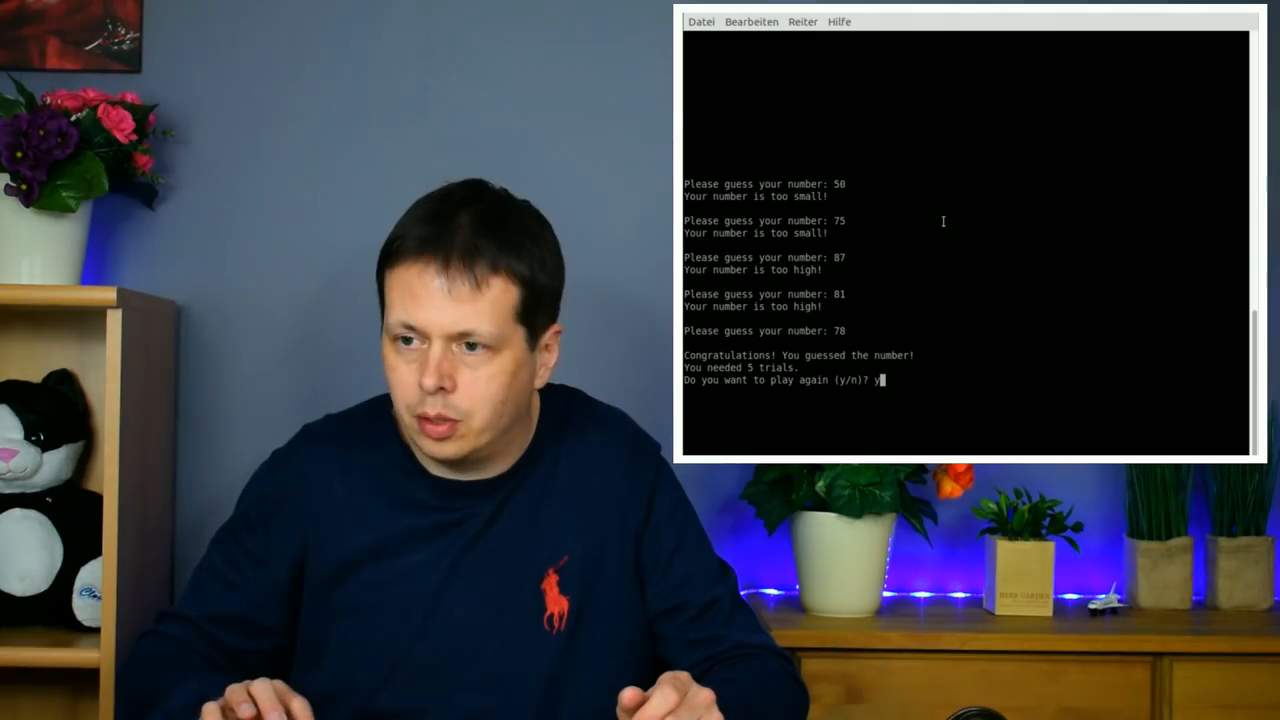 Datei Bearbeiten Reiter Hilfe
Please guess your number: 50
Your number is too small!
Please guess your number: 75
Your number is too small!
Please guess your number: 87
Your number is too high!
Please guess your number: 81
Your number is too high!
Please guess your number: 78
Congratulations! You guessed the number!
You needed 5 trials.
Do you want to play again (y/n)? y
HERB GARDEN